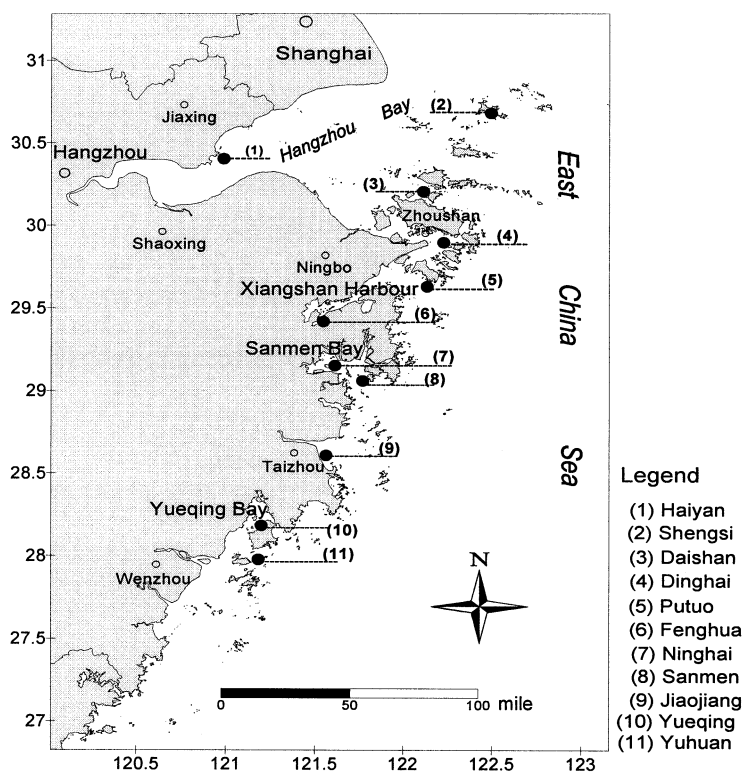 31
30.5
30
29.5
29
28.5
28
27.5
27
120.5
121
121.5
122
122.5
123
Shanghai
Jiaxing
Hangzhou
Hangzhou Bay
(1)
(2)
(3)
Zhoushan
(4)
Shaoxing
Ningbo
Xiangshan Harbour
(5)
(6)
Sanmen Bay
(7)
(8)
Taizhou
(9)
Yueqing Bay
(10)
(11)
Wenzhou
East
China
Sea
N
0
50
100
mile
Legend
(1) Haiyan
(2) Shengsi
(3) Daishan
(4) Dinghai
(5) Putuo
(6) Fenghua
(7) Ninghai
(8) Sanmen
(9) Jiaojiang
(10) Yueqing
(11) Yuhuan